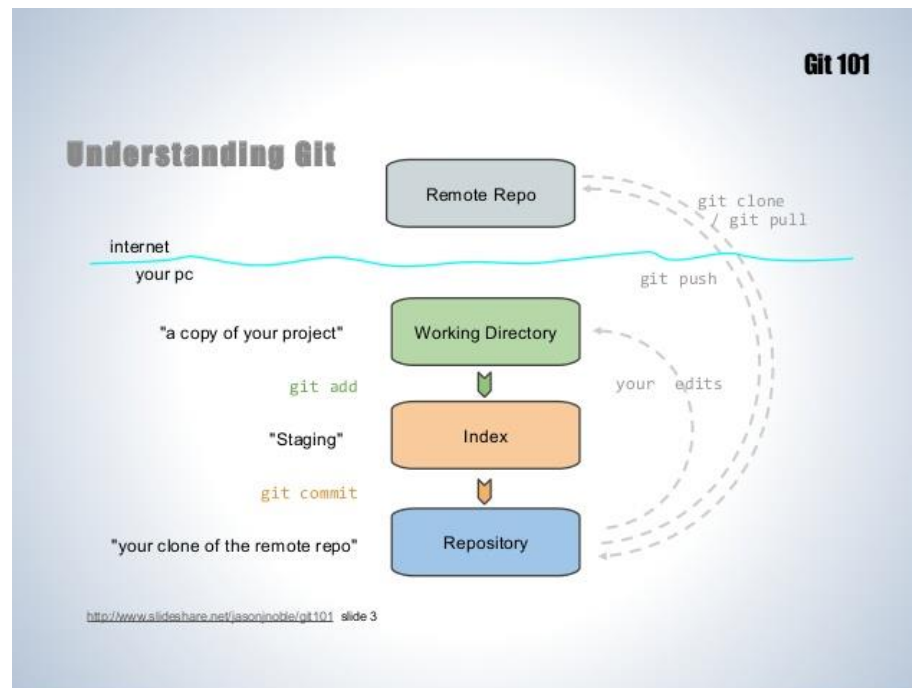 Git 101
Understanding Git
Remote Repo
git clone
/ git pull
internet
your pc
git push
"a copy of your project"
Working Directory
git add
your edits
"Staging"
Index
git commit
"your clone of the remote repo"
Repository
http://www.slideshare.net/jasonjnoble/git101 slide 3